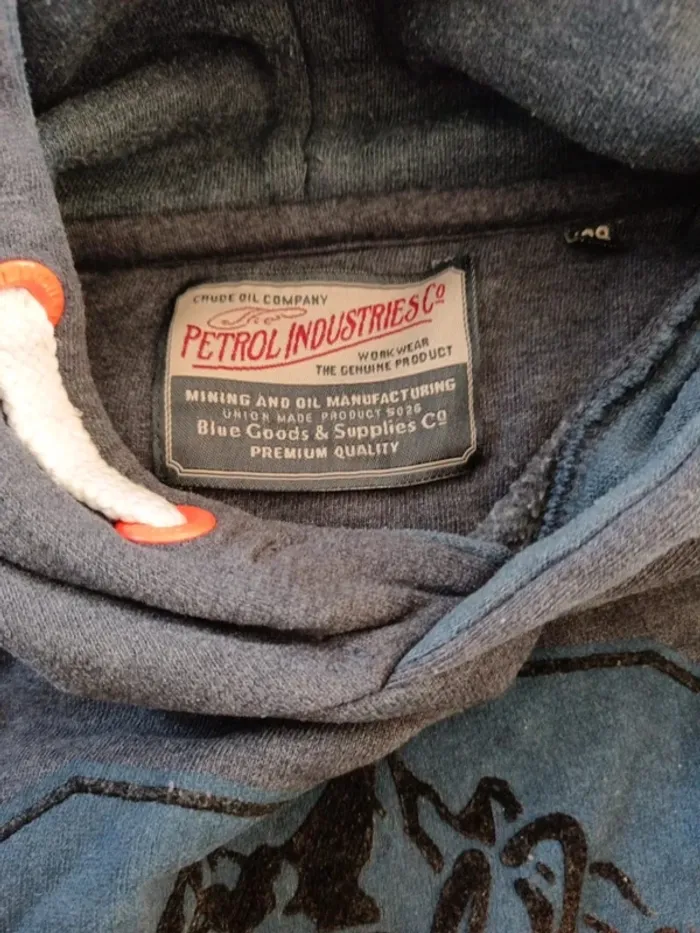 CRUDE OIL COMPANY
The
PETROL INDUSTRIES Co
WORKWEAR
THE GENUINE PRODUCT
MINING AND OIL MANUFACTURING
UNION MADE PRODUCT 5026
Blue Goods & Supplies Co
PREMIUM QUALITY